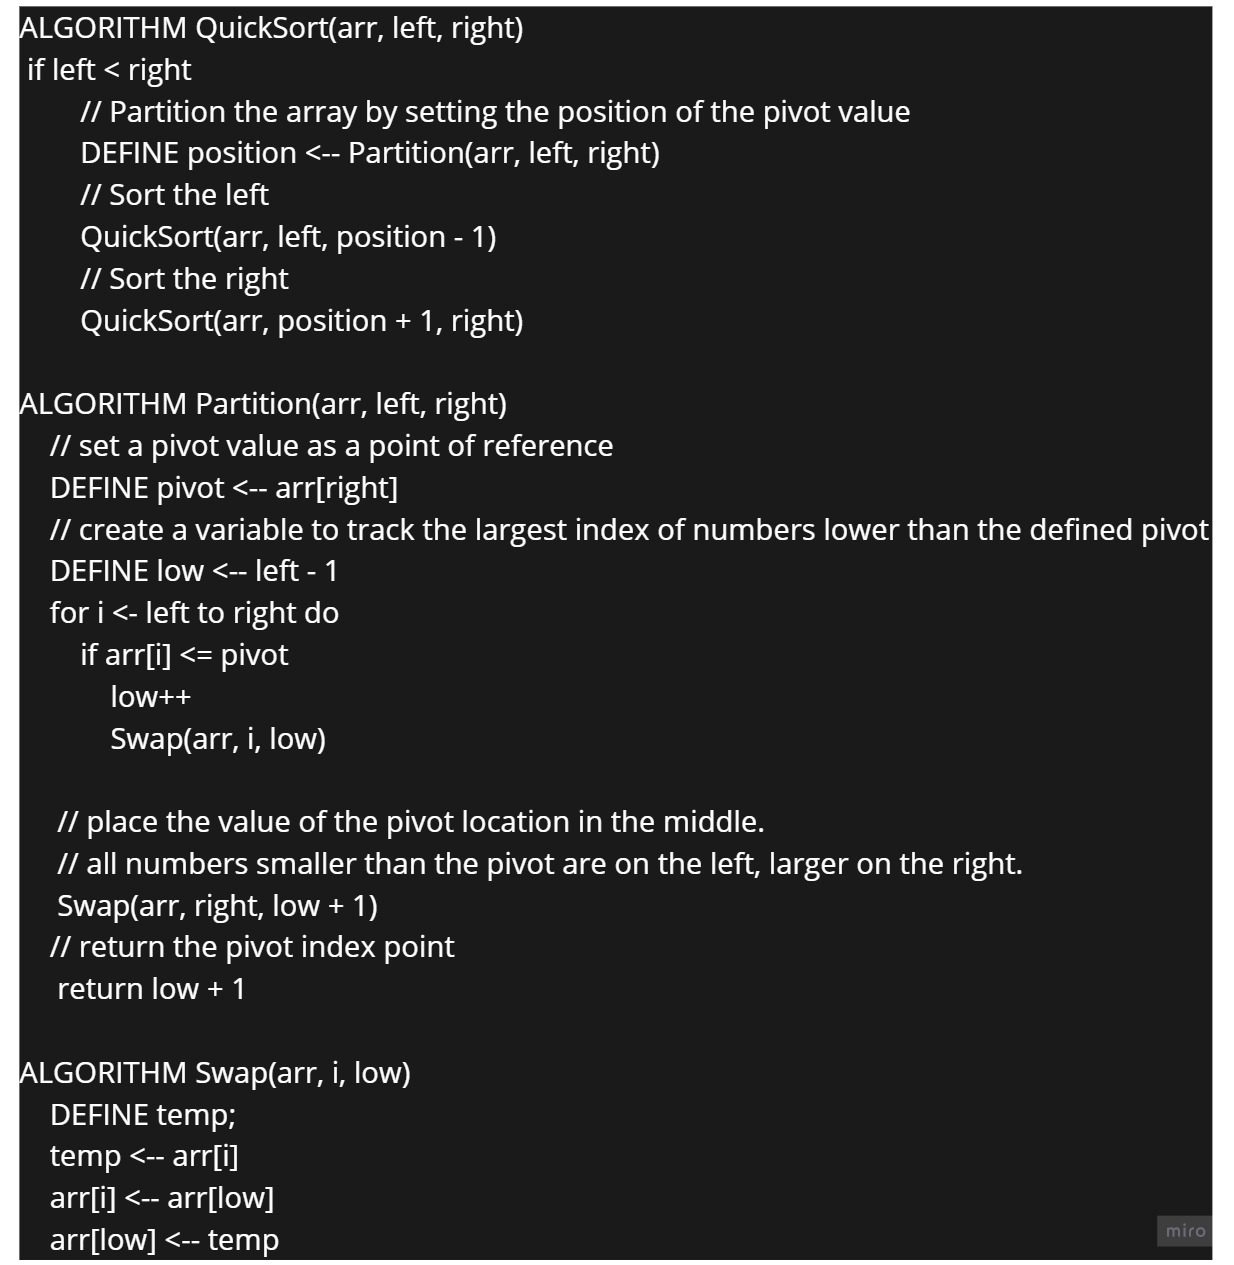 ALGORITHM QuickSort(arr, left, right)
if left < right
// Partition the array by setting the position of the pivot value
DEFINE position <-- Partition(arr, left, right)
// Sort the left
QuickSort(arr, left, position - 1)
// Sort the right
QuickSort(arr, position + 1, right)
ALGORITHM Partition(arr, left, right)
// set a pivot value as a point of reference
DEFINE pivot <-- arr[right]
// create a variable to track the largest index of numbers lower than the defined pivot
DEFINE low <-- left - 1
for i <- left to right do
if arr[i] <= pivot
low++
Swap(arr, i, low)
// place the value of the pivot location in the middle.
// all numbers smaller than the pivot are on the left, larger on the right.
Swap(arr, right, low + 1)
// return the pivot index point
return low + 1
ALGORITHM Swap(arr, i, low)
DEFINE temp;
temp <-- arr[i]
arr[i] <-- arr[low]
arr[low] <-- temp
miro